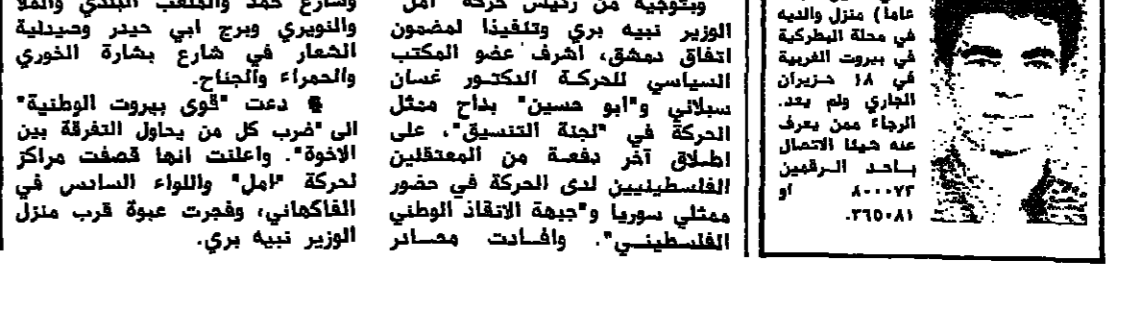 عاما) منزل والديه
في محلة البطركية
في بيروت الغربية
في ١٨ حزيران
الجاري ولم يعد.
الرجاء ممن يعرف
عنه شيئا الاتصال
باحد الرقمين
٨٠٠٠٧٣ او
٣٦٥٠٨١.
وبتوجيه من رئيس حركة "امل"
الوزير نبيه بري وتنفيذا لمضمون
اتفاق دمشق، اشرف عضو المكتب
السياسي للحركة الدكتور غسان
سبلاني و"ابو حسين" بداح ممثل
الحركة في "لجنة التنسيق"، على
اطلاق آخر دفعة من المعتقلين
الفلسطينيين لدى الحركة في حضور
ممثلي سوريا و"جبهة الانقاذ الوطني
الفلسطيني". وافادت مصادر
وشارع حمد والملعب البلدي والملا
والنويري وبرج ابي حيدر وصيدلية
الشعار في شارع بشارة الخوري
والحمراء والجناح.
دعت "قوى بيروت الوطنية"
الى "ضرب كل من يحاول التفرقة بين
الاخوة". واعلنت انها قصفت مراكز
لحركة "امل" واللواء السادس في
الفاكهاني، وفجرت عبوة قرب منزل
الوزير نبيه بري.